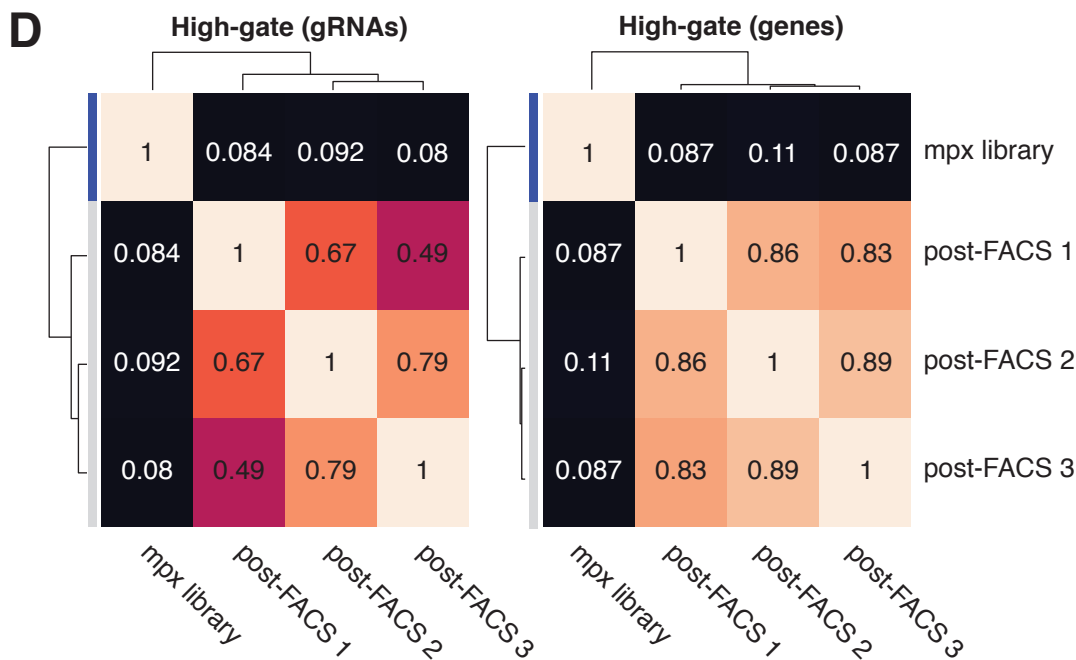 D
High-gate (gRNAs)
High-gate (genes)
1 0.084 0.092 0.08
1 0.087 0.11 0.087
mpx library
0.084 1 0.67 0.49
0.087 1 0.86 0.83
post-FACS 1
0.092 0.67 1 0.79
0.11 0.86 1 0.89
post-FACS 2
0.08 0.49 0.79 1
0.087 0.83 0.89 1
post-FACS 3
mpx library
post-FACS 1
post-FACS 2
post-FACS 3
mpx library
post-FACS 1
post-FACS 2
post-FACS 3